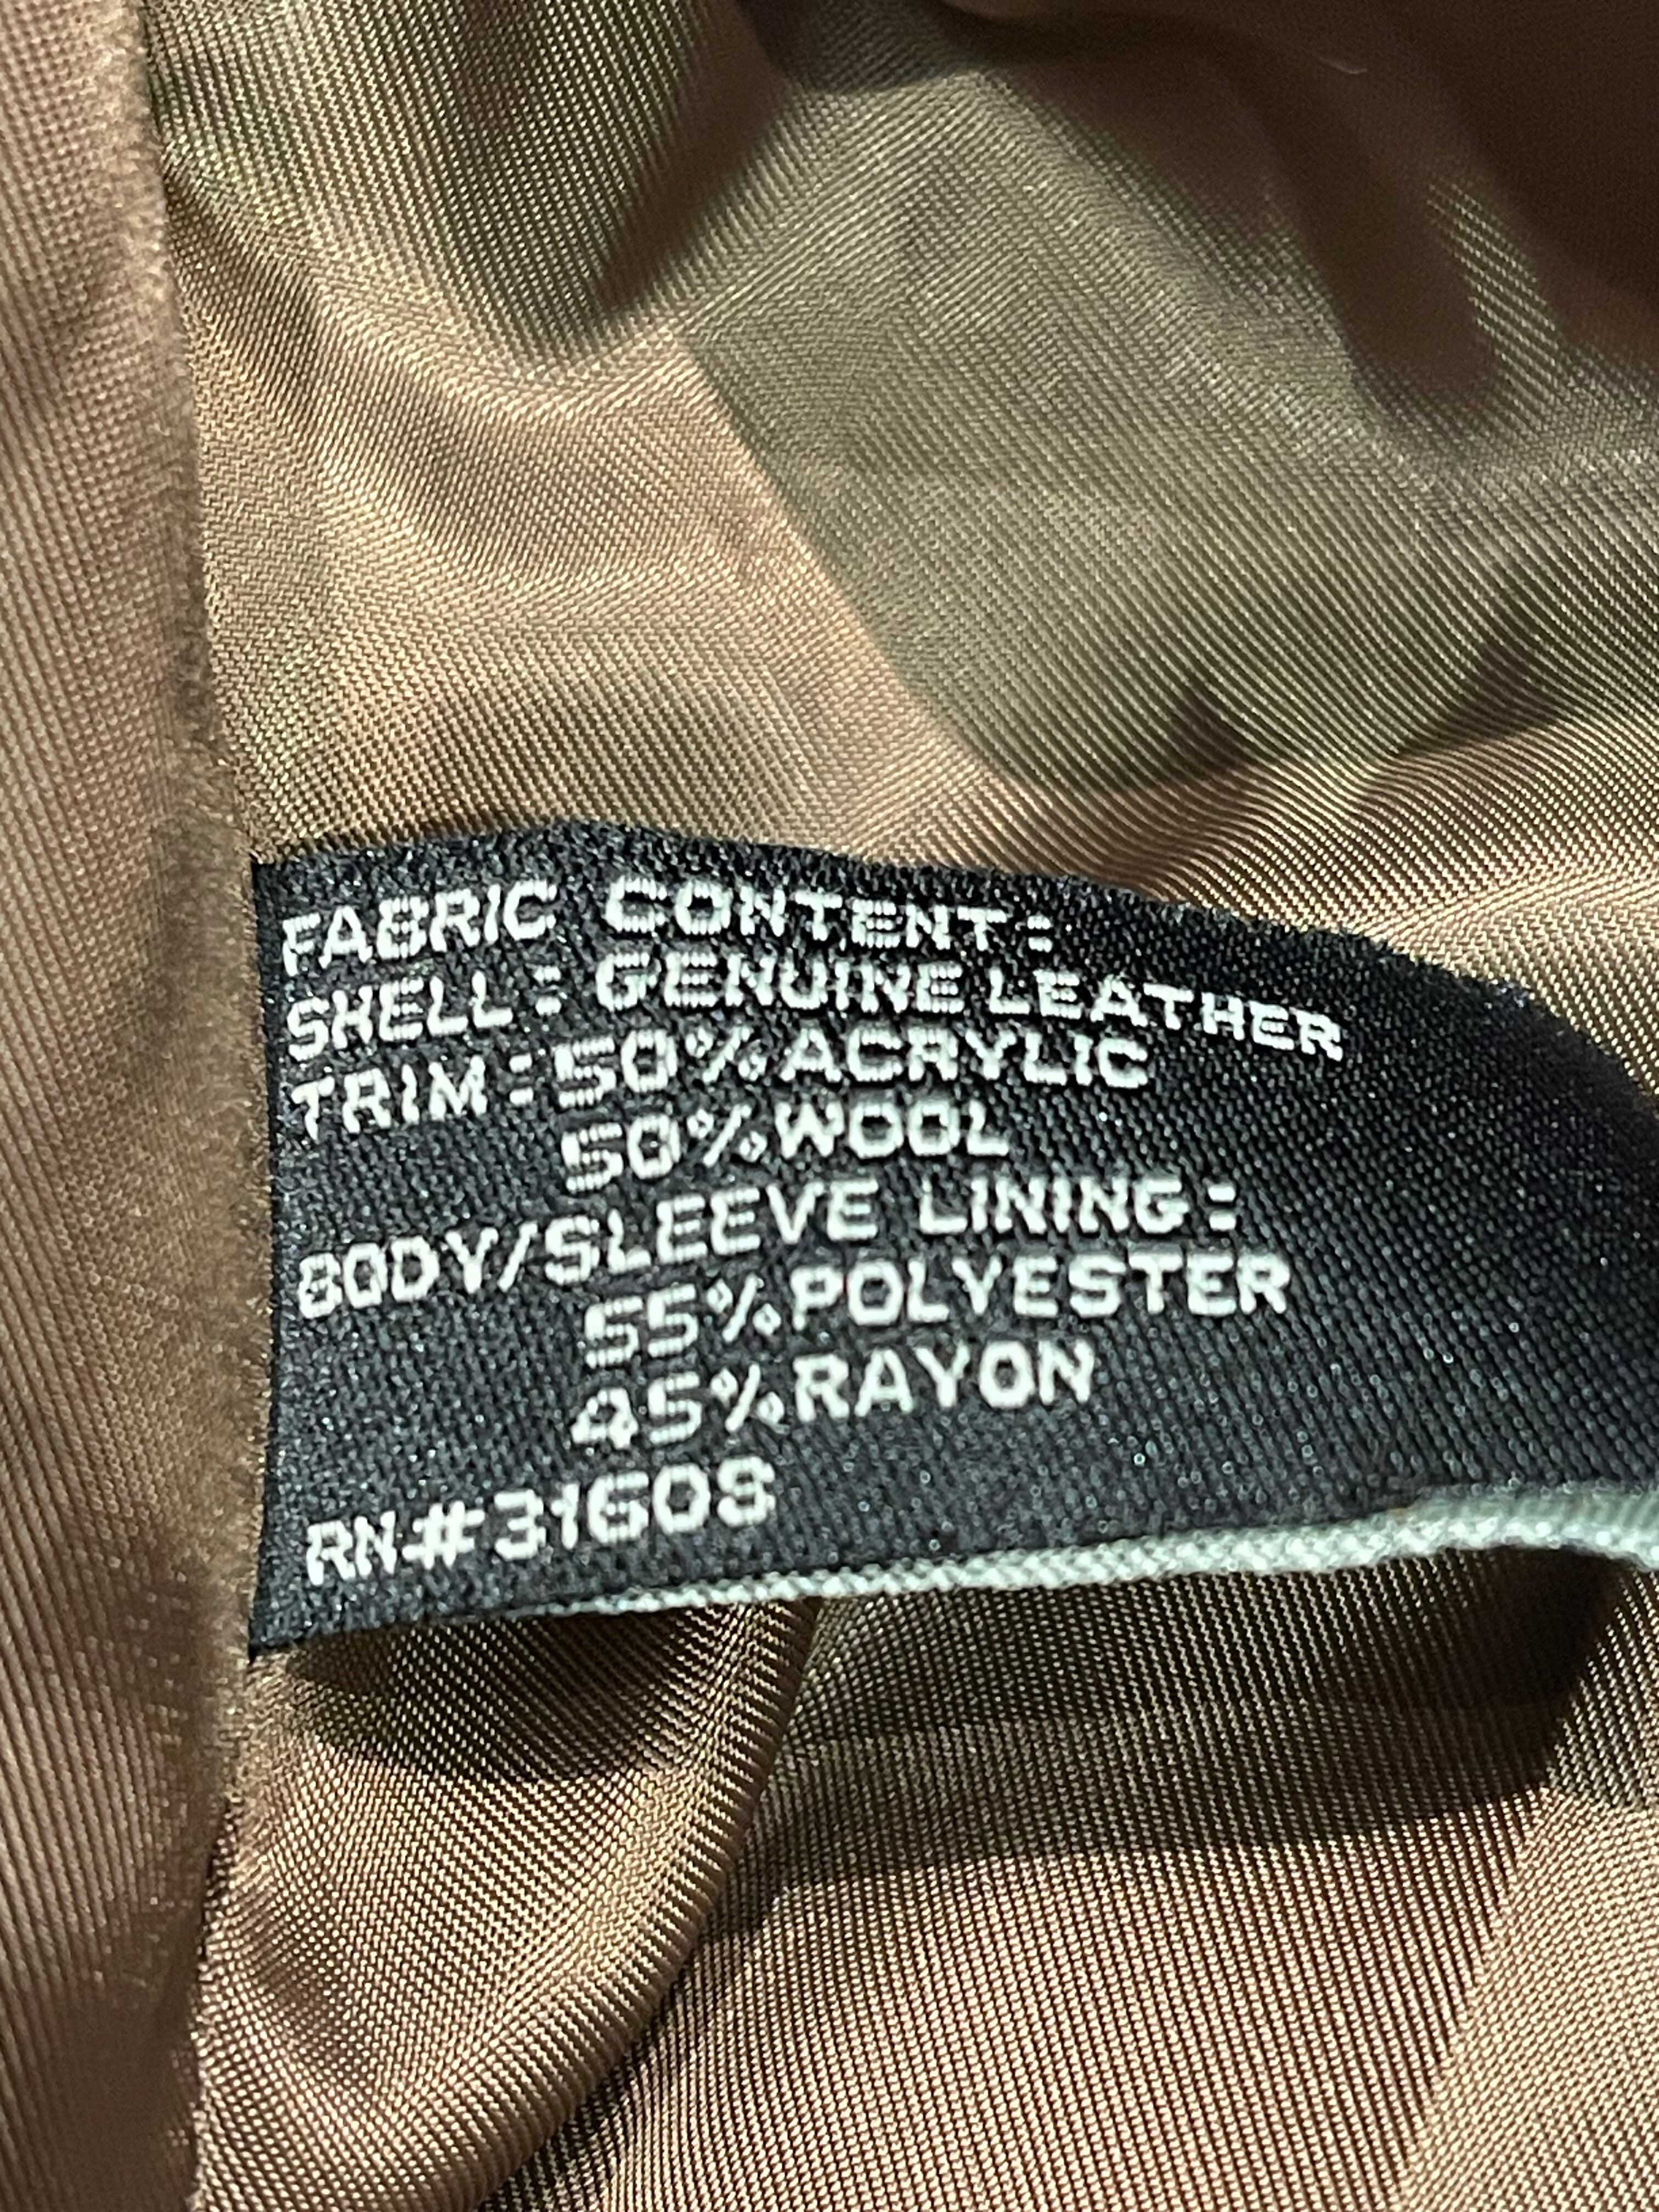 FABRIC CONTENT:
SHELL: GENUINE LEATHER
TRIM: 50% ACRYLIC
50% WOOL
BODY/SLEEVE LINING:
55% POLYESTER
45% RAYON
RN#31608